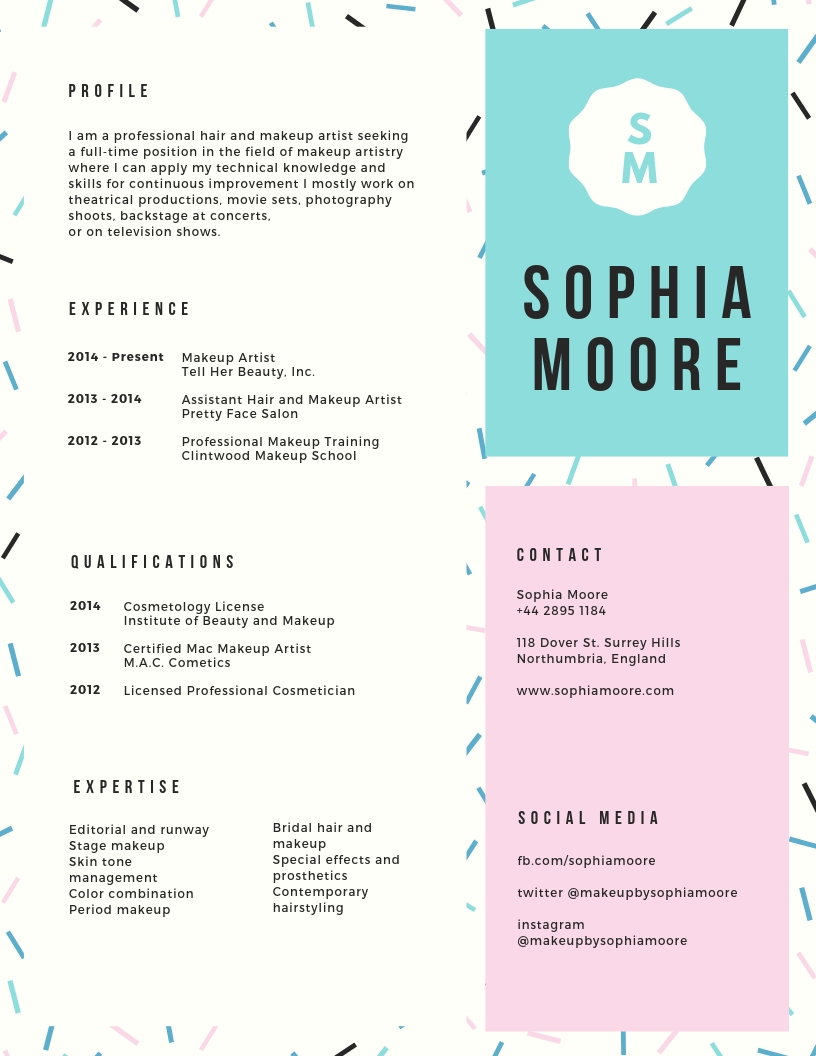 PROFILE
I am a professional hair and makeup artist seeking
a full-time position in the field of makeup artistry
where I can apply my technical knowledge and
skills for continuous improvement I mostly work on
theatrical productions, movie sets, photography
shoots, backstage at concerts,
or on television shows.
EXPERIENCE
2014 - Present Makeup Artist
Tell Her Beauty, Inc.
2013 - 2014 Assistant Hair and Makeup Artist
Pretty Face Salon
2012 - 2013 Professional Makeup Training
Clintwood Makeup School
QUALIFICATIONS
2014 Cosmetology License
Institute of Beauty and Makeup
2013 Certified Mac Makeup Artist
M.A.C. Cometics
2012 Licensed Professional Cosmetician
EXPERTISE
Editorial and runway
Stage makeup
Skin tone
management
Color combination
Period makeup
Bridal hair and
makeup
Special effects and
prosthetics
Contemporary
hairstyling
S
M
SOPHIA
MOORE
CONTACT
Sophia Moore
+44 2895 1184
118 Dover St. Surrey Hills
Northumbria, England
www.sophiamoore.com
SOCIAL MEDIA
fb.com/sophiamoore
twitter @makeupbysophiamoore
instagram
@makeupbysophiamoore